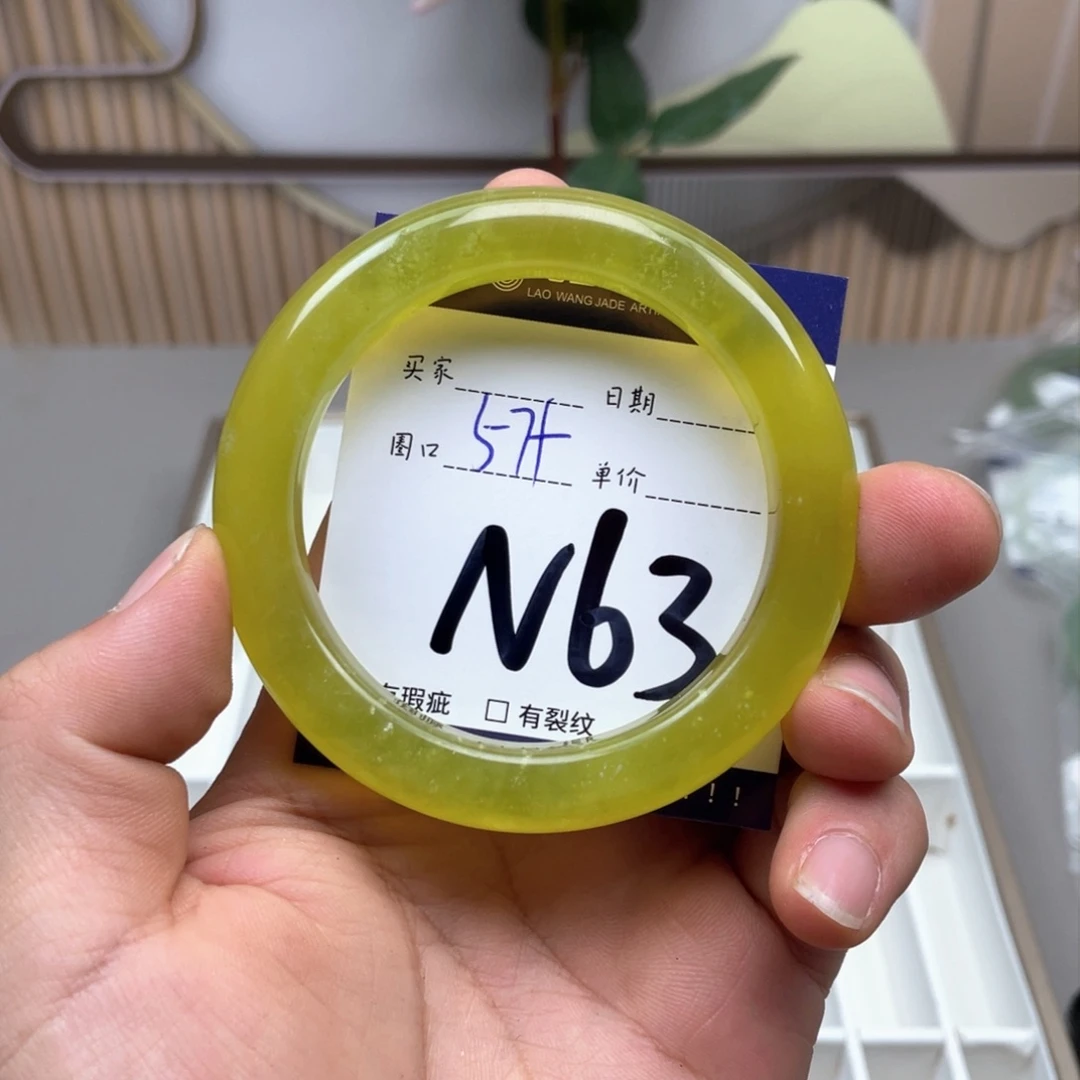 LAO WANG JADE ART
买家 日期
圈口 57+ 单价
N63
有瑕疵 □ 有裂纹
!!